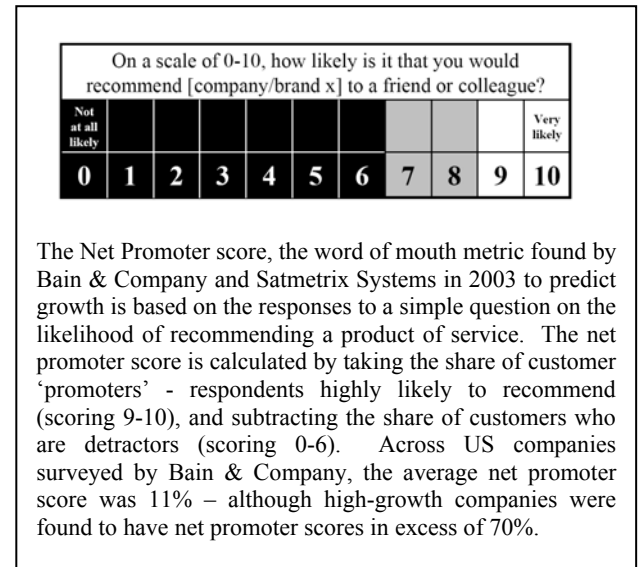 On a scale of 0-10, how likely is it that you would
recommend [company/brand x] to a friend or colleague?
Not
at all
likely
Very
likely
0 1 2 3 4 5 6 7 8 9 10
The Net Promoter score, the word of mouth metric found by
Bain & Company and Satmetrix Systems in 2003 to predict
growth is based on the responses to a simple question on the
likelihood of recommending a product of service. The net
promoter score is calculated by taking the share of customer
‘promoters’ - respondents highly likely to recommend
(scoring 9-10), and subtracting the share of customers who
are detractors (scoring 0-6). Across US companies
surveyed by Bain & Company, the average net promoter
score was 11% – although high-growth companies were
found to have net promoter scores in excess of 70%.